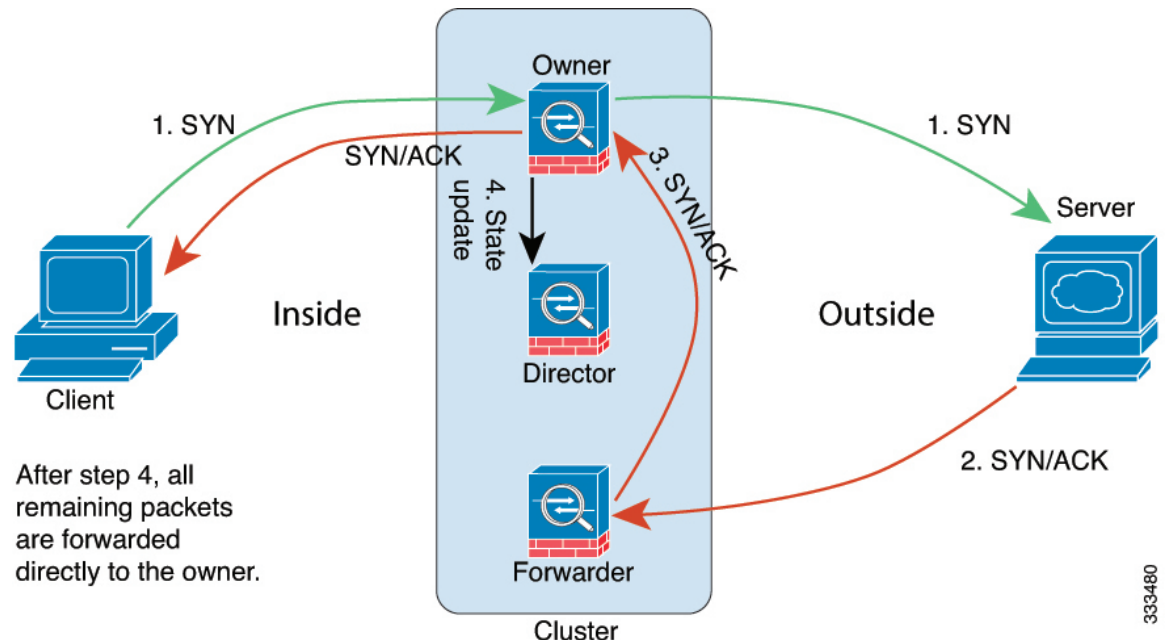 Owner
1. SYN
1. SYN
SYN/ACK
3. SYN/ACK
4. State
update
Server
Inside
Outside
Director
Client
2. SYN/ACK
After step 4, all
remaining packets
are forwarded
directly to the owner.
Forwarder
333480
Cluster